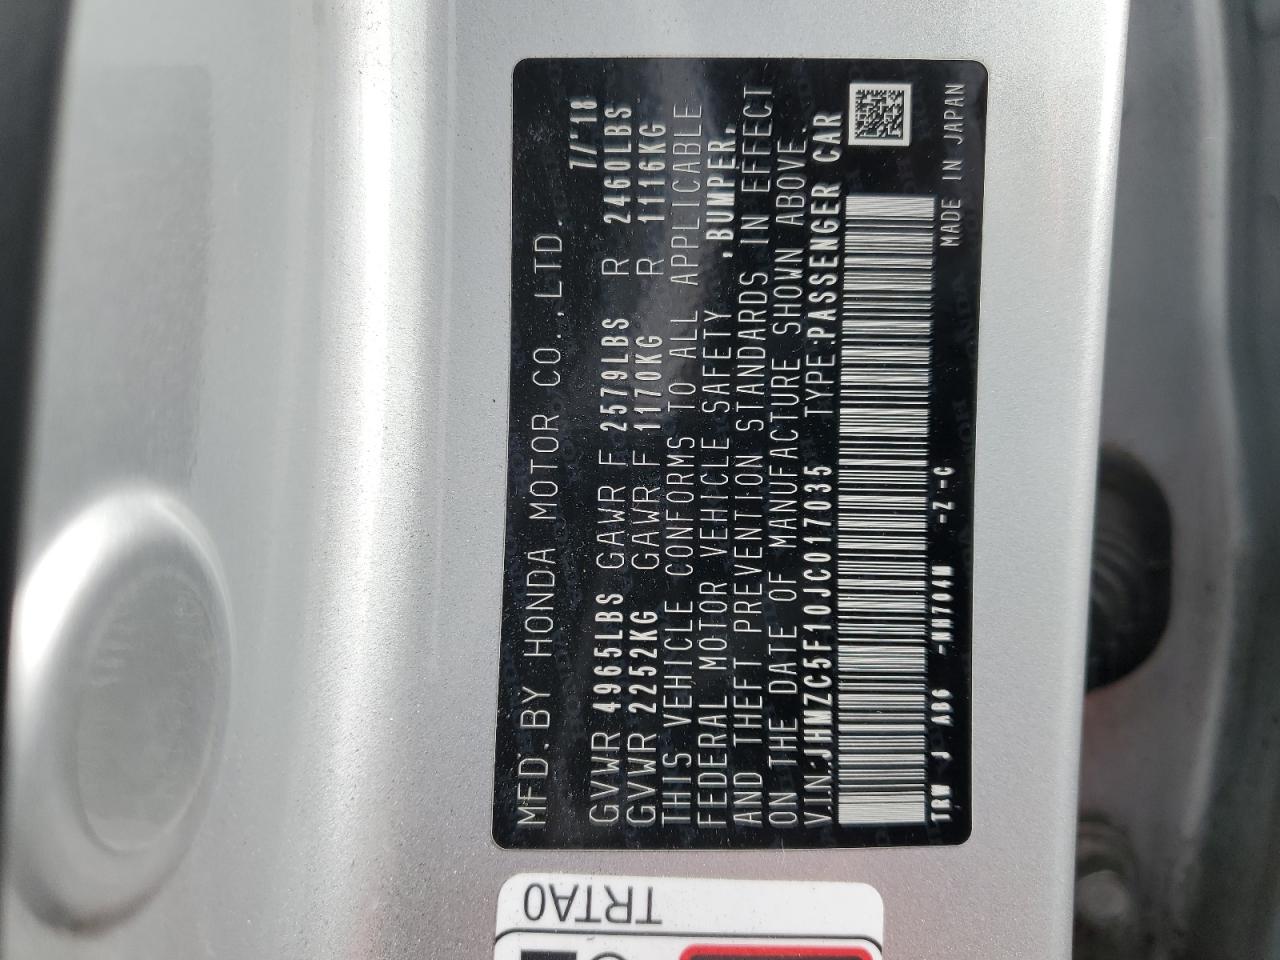 MFD. BY HONDA MOTOR CO., LTD. 7/'18
GVWR 4965LBS GAWR F 2579LBS R 2460LBS
GVWR 2252KG GAWR F 1170KG R 1116KG
THIS VEHICLE CONFORMS TO ALL APPLICABLE
FEDERAL MOTOR VEHICLE SAFETY ,BUMPER,
AND THEFT PREVENTION STANDARDS IN EFFECT
ON THE DATE OF MANUFACTURE SHOWN ABOVE.
V.I.N.:JHMZC5F10JC017035 TYPE:PASSENGER CAR
TRW J AB6 -NH704M -Z -C
MADE IN JAPAN
TRTA0